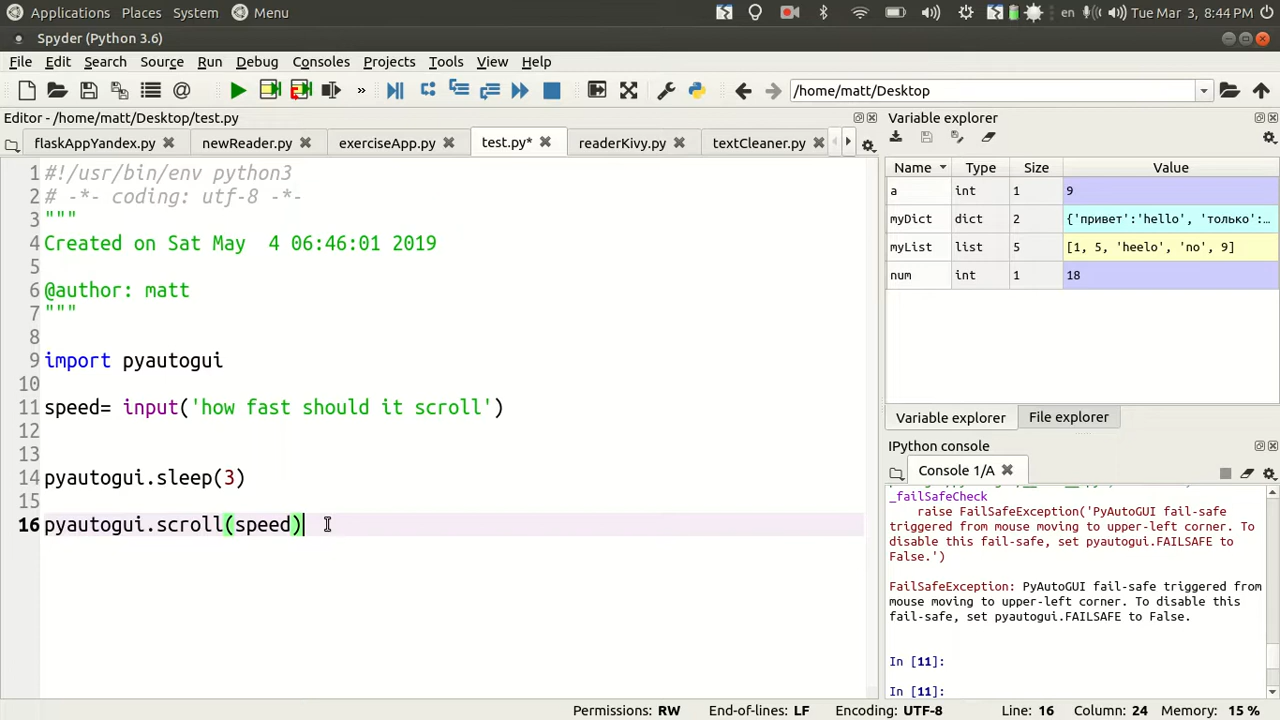 Applications Places System Menu en Tue Mar 3, 8:44 PM
Spyder (Python 3.6)
File Edit Search Source Run Debug Consoles Projects Tools View Help
» /home/matt/Desktop
Editor - /home/matt/Desktop/test.py
flaskAppYandex.py newReader.py exerciseApp.py test.py* readerKivy.py textCleaner.py
1 #!/usr/bin/env python3
2 # -*- coding: utf-8 -*-
3 """
4 Created on Sat May  4 06:46:01 2019
5
6 @author: matt
7 """
8
9 import pyautogui
10
11 speed= input('how fast should it scroll')
12
13
14 pyautogui.sleep(3)
15
16 pyautogui.scroll(speed)
Variable explorer
Name Type Size Value
a int 1 9
myDict dict 2 {'привет':'hello', 'только':...
myList list 5 [1, 5, 'heelo', 'no', 9]
num int 1 18
Variable explorer File explorer
IPython console
Console 1/A
_failSafeCheck
raise FailSafeException('PyAutoGUI fail-safe
triggered from mouse moving to upper-left corner. To
disable this fail-safe, set pyautogui.FAILSAFE to
False.')
FailSafeException: PyAutoGUI fail-safe triggered from
mouse moving to upper-left corner. To disable this
fail-safe, set pyautogui.FAILSAFE to False.
In [11]:
In [11]:
Permissions: RW End-of-lines: LF Encoding: UTF-8 Line: 16 Column: 24 Memory: 15 %